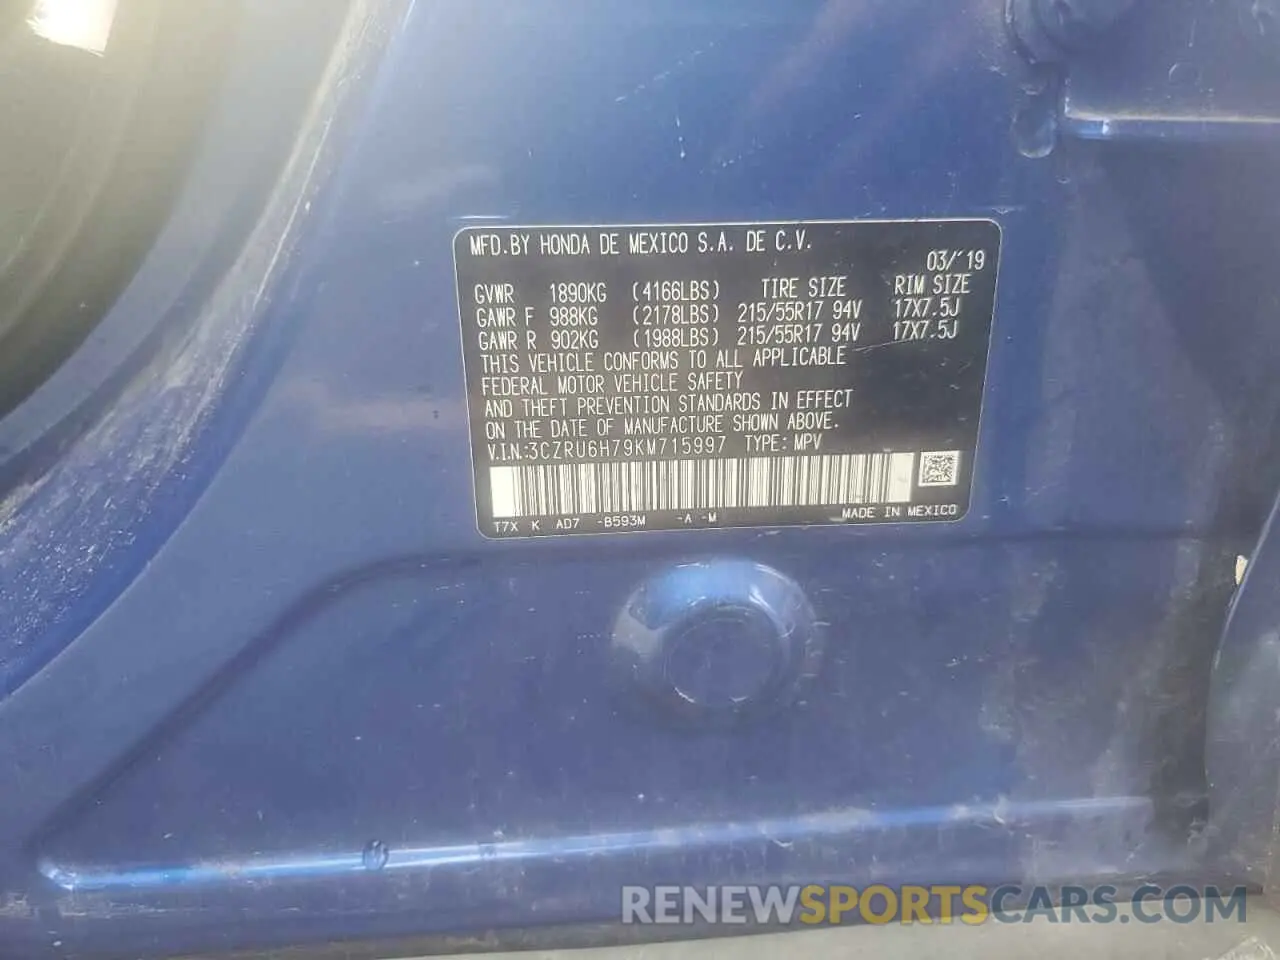 MFD.BY HONDA DE MEXICO S.A. DE C.V.
03/'19
GVWR 1890KG (4166LBS) TIRE SIZE RIM SIZE
GAWR F 988KG (2178LBS) 215/55R17 94V 17X7.5J
GAWR R 902KG (1988LBS) 215/55R17 94V 17X7.5J
THIS VEHICLE CONFORMS TO ALL APPLICABLE
FEDERAL MOTOR VEHICLE SAFETY
AND THEFT PREVENTION STANDARDS IN EFFECT
ON THE DATE OF MANUFACTURE SHOWN ABOVE.
V.I.N.:3CZRU6H79KM715997 TYPE: MPV
T7X K AD7 -B593M -A -M MADE IN MEXICO
RENEWSPORTSCARS.COM